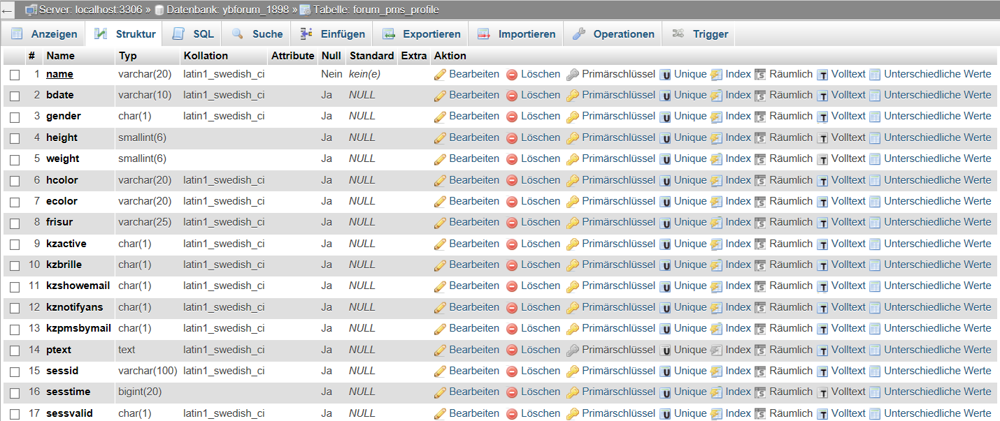 Server: localhost:3306 » Datenbank: ybforum_1898 » Tabelle: forum_pms_profile
Anzeigen Struktur SQL Suche Einfügen Exportieren Importieren Operationen Trigger
# Name Typ Kollation Attribute Null Standard Extra Aktion
1 name varchar(20) latin1_swedish_ci Nein kein(e) Bearbeiten Löschen Primärschlüssel Unique Index Räumlich Volltext Unterschiedliche Werte
2 bdate varchar(10) latin1_swedish_ci Ja NULL Bearbeiten Löschen Primärschlüssel Unique Index Räumlich Volltext Unterschiedliche Werte
3 gender char(1) latin1_swedish_ci Ja NULL Bearbeiten Löschen Primärschlüssel Unique Index Räumlich Volltext Unterschiedliche Werte
4 height smallint(6) Ja NULL Bearbeiten Löschen Primärschlüssel Unique Index Räumlich Volltext Unterschiedliche Werte
5 weight smallint(6) Ja NULL Bearbeiten Löschen Primärschlüssel Unique Index Räumlich Volltext Unterschiedliche Werte
6 hcolor varchar(20) latin1_swedish_ci Ja NULL Bearbeiten Löschen Primärschlüssel Unique Index Räumlich Volltext Unterschiedliche Werte
7 ecolor varchar(20) latin1_swedish_ci Ja NULL Bearbeiten Löschen Primärschlüssel Unique Index Räumlich Volltext Unterschiedliche Werte
8 frisur varchar(25) latin1_swedish_ci Ja NULL Bearbeiten Löschen Primärschlüssel Unique Index Räumlich Volltext Unterschiedliche Werte
9 kzactive char(1) latin1_swedish_ci Ja NULL Bearbeiten Löschen Primärschlüssel Unique Index Räumlich Volltext Unterschiedliche Werte
10 kzbrille char(1) latin1_swedish_ci Ja NULL Bearbeiten Löschen Primärschlüssel Unique Index Räumlich Volltext Unterschiedliche Werte
11 kzshowemail char(1) latin1_swedish_ci Ja NULL Bearbeiten Löschen Primärschlüssel Unique Index Räumlich Volltext Unterschiedliche Werte
12 kznotifyans char(1) latin1_swedish_ci Ja NULL Bearbeiten Löschen Primärschlüssel Unique Index Räumlich Volltext Unterschiedliche Werte
13 kzpmsbymail char(1) latin1_swedish_ci Ja NULL Bearbeiten Löschen Primärschlüssel Unique Index Räumlich Volltext Unterschiedliche Werte
14 ptext text latin1_swedish_ci Ja NULL Bearbeiten Löschen Primärschlüssel Unique Index Räumlich Volltext Unterschiedliche Werte
15 sessid varchar(100) latin1_swedish_ci Ja NULL Bearbeiten Löschen Primärschlüssel Unique Index Räumlich Volltext Unterschiedliche Werte
16 sesstime bigint(20) Ja NULL Bearbeiten Löschen Primärschlüssel Unique Index Räumlich Volltext Unterschiedliche Werte
17 sessvalid char(1) latin1_swedish_ci Ja NULL Bearbeiten Löschen Primärschlüssel Unique Index Räumlich Volltext Unterschiedliche Werte